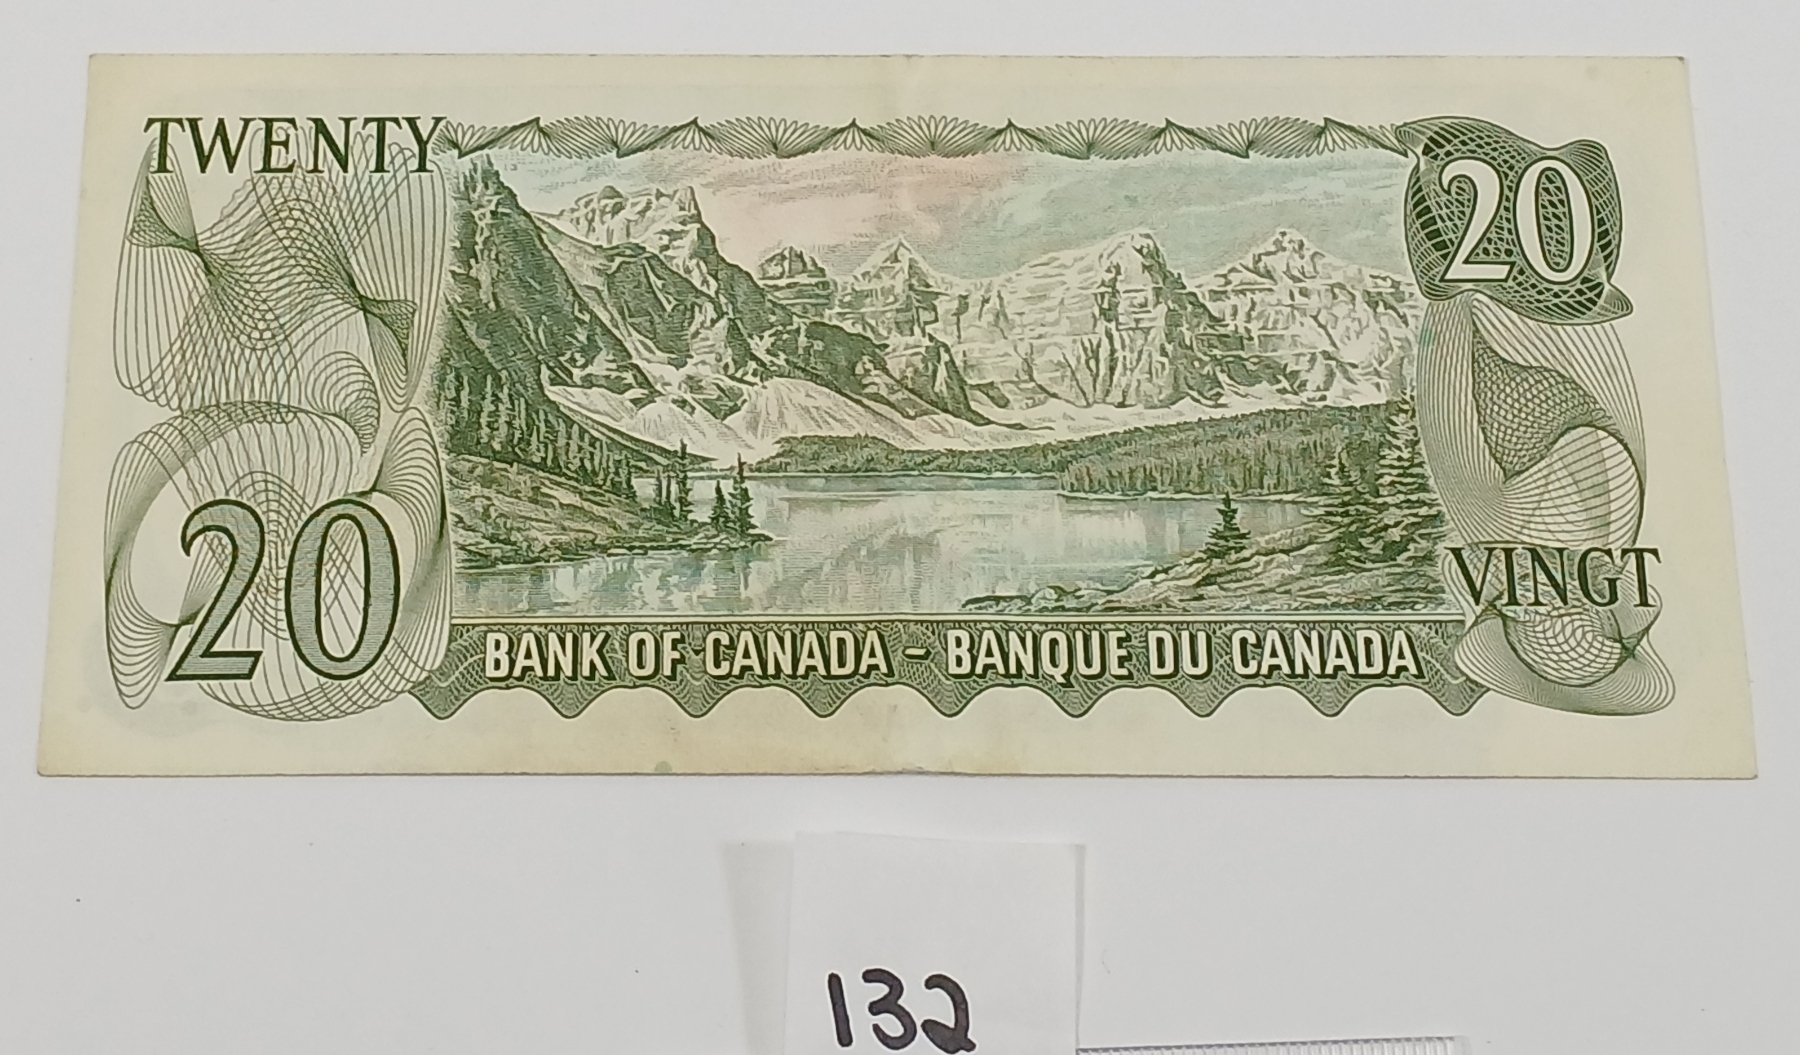 TWENTY
20
20
VINGT
BANK OF CANADA - BANQUE DU CANADA
132